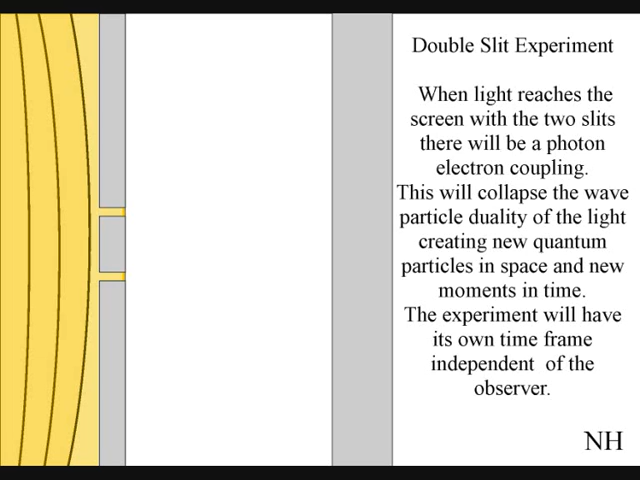 Double Slit Experiment
When light reaches the
screen with the two slits
there will be a photon
electron coupling.
This will collapse the wave
particle duality of the light
creating new quantum
particles in space and new
moments in time.
The experiment will have
its own time frame
independent of the
observer.
NH